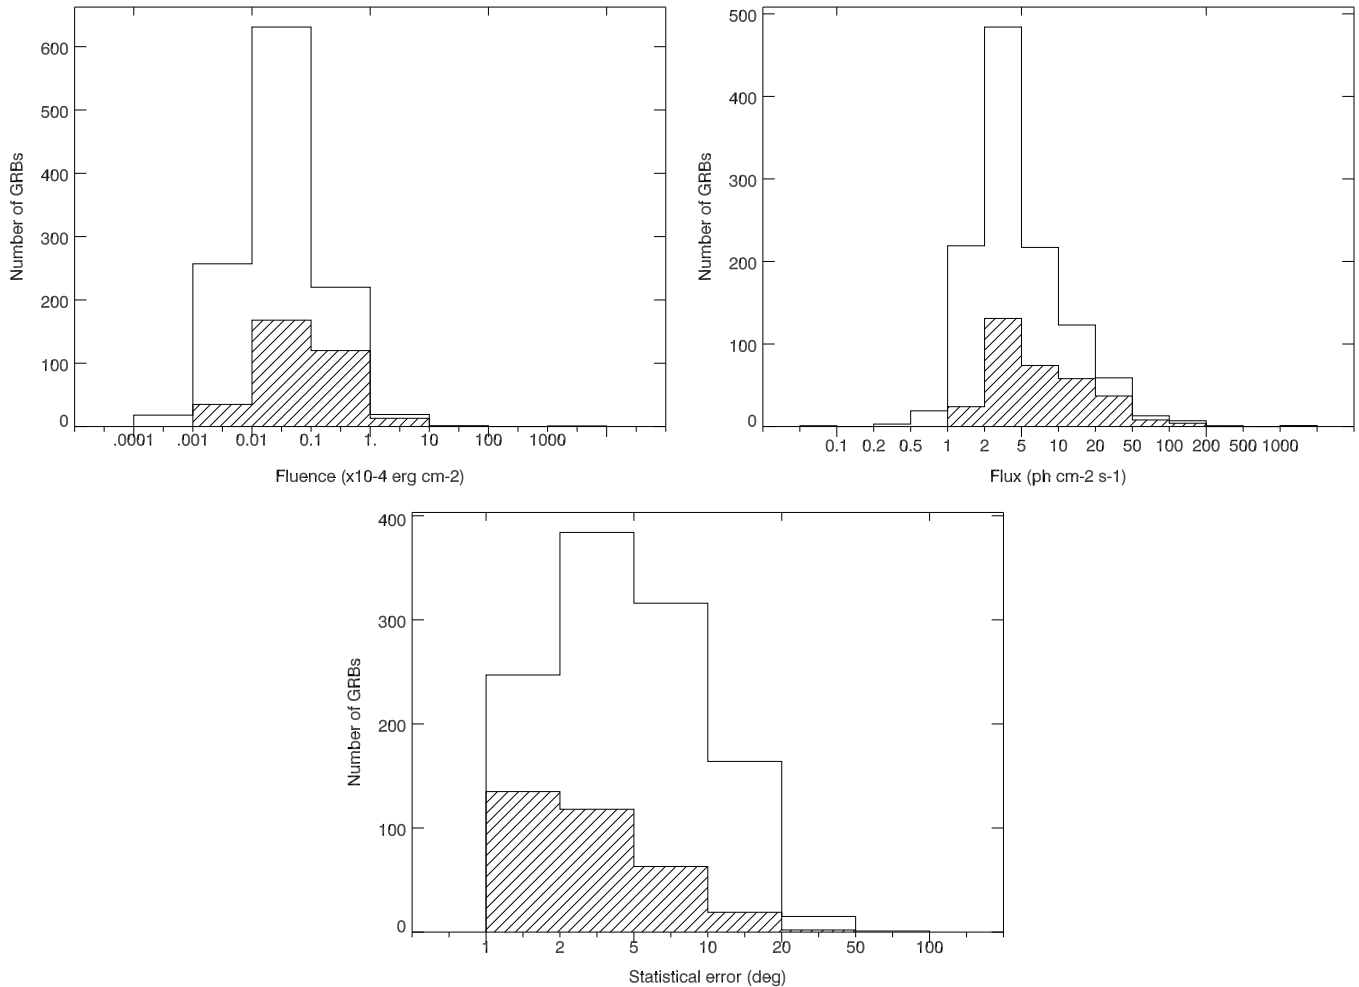 600
500
400
300
200
100
0
Number of GRBs
.0001 .001 0.01 0.1 1. 10 100 1000
Fluence (x10-4 erg cm-2)
500
400
300
200
100
0
Number of GRBs
0.1 0.2 0.5 1 2 5 10 20 50 100 200 500 1000
Flux (ph cm-2 s-1)
400
300
200
100
0
Number of GRBs
1 2 5 10 20 50 100
Statistical error (deg)